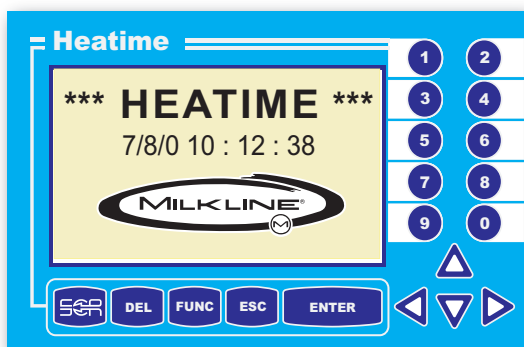 Heatime
*** HEATIME ***
7/8/0 10 : 12 : 38
MILKLINE®
M
1 2
3 4
5 6
7 8
9 0
SCR DEL FUNC ESC ENTER